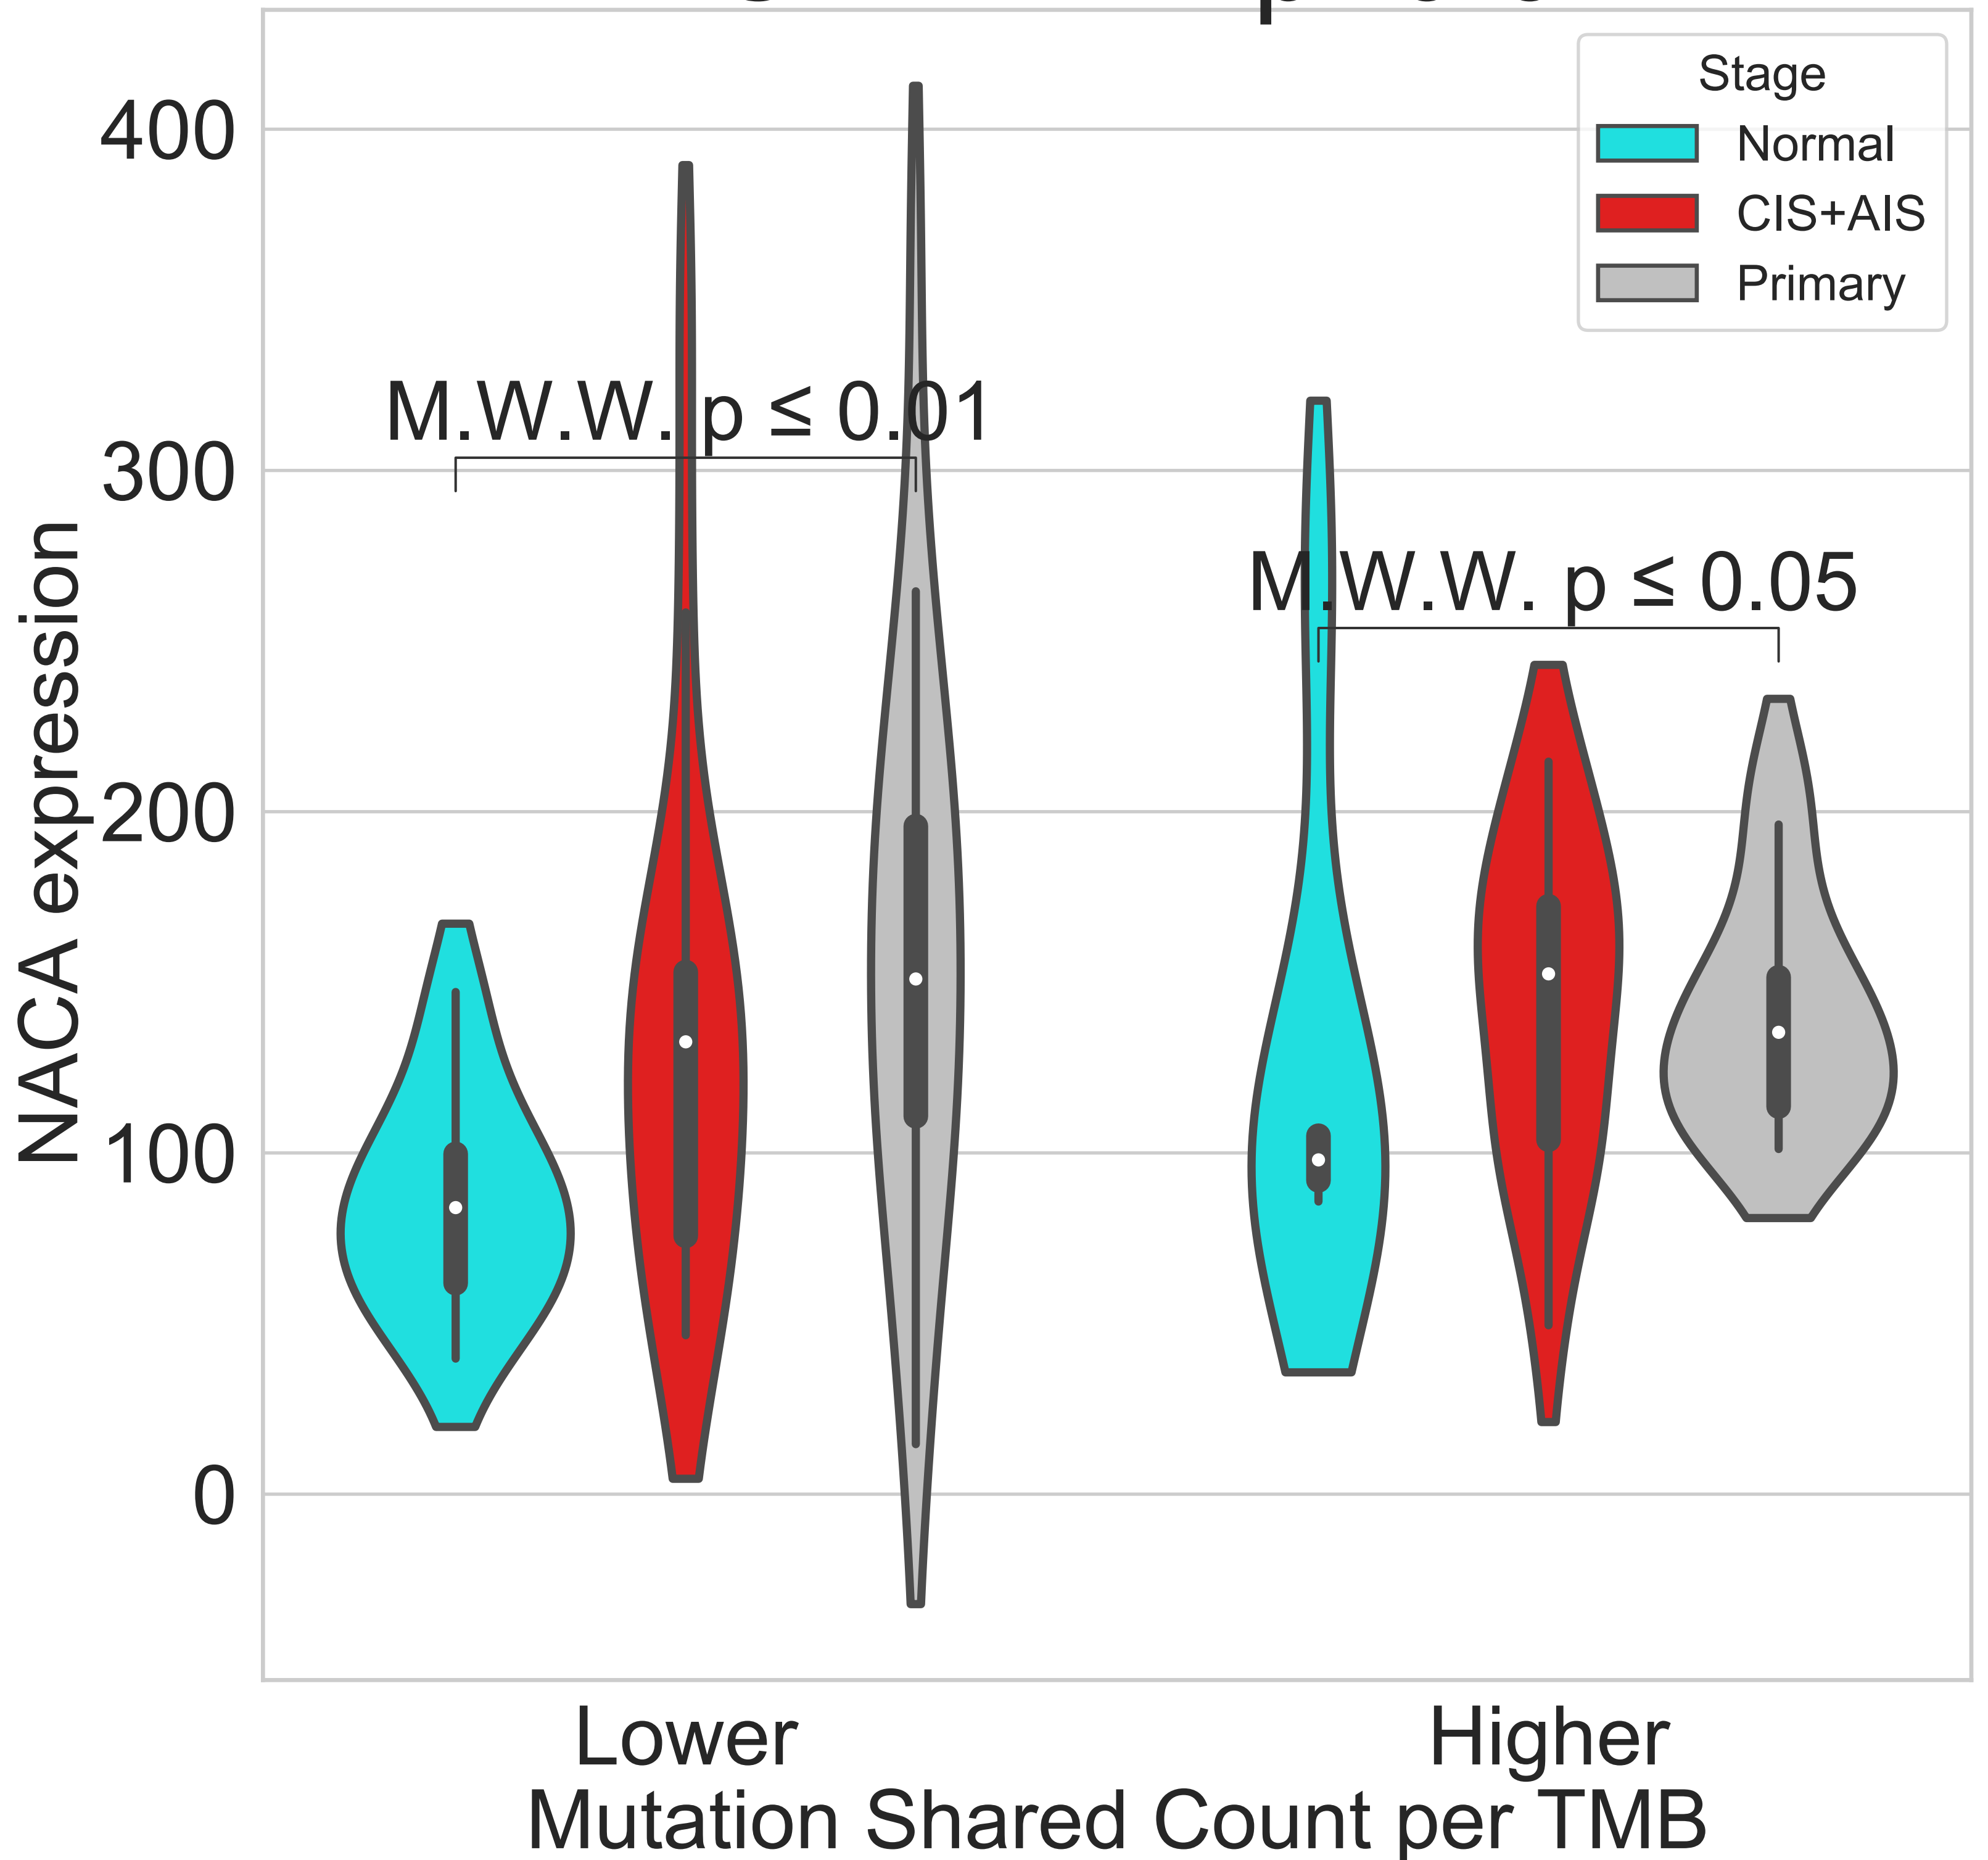 Stage
Normal
CIS+AIS
Primary
400
300
200
100
0
NACA expression
M.W.W. p ≤ 0.01
M.W.W. p ≤ 0.05
Lower
Higher
Mutation Shared Count per TMB